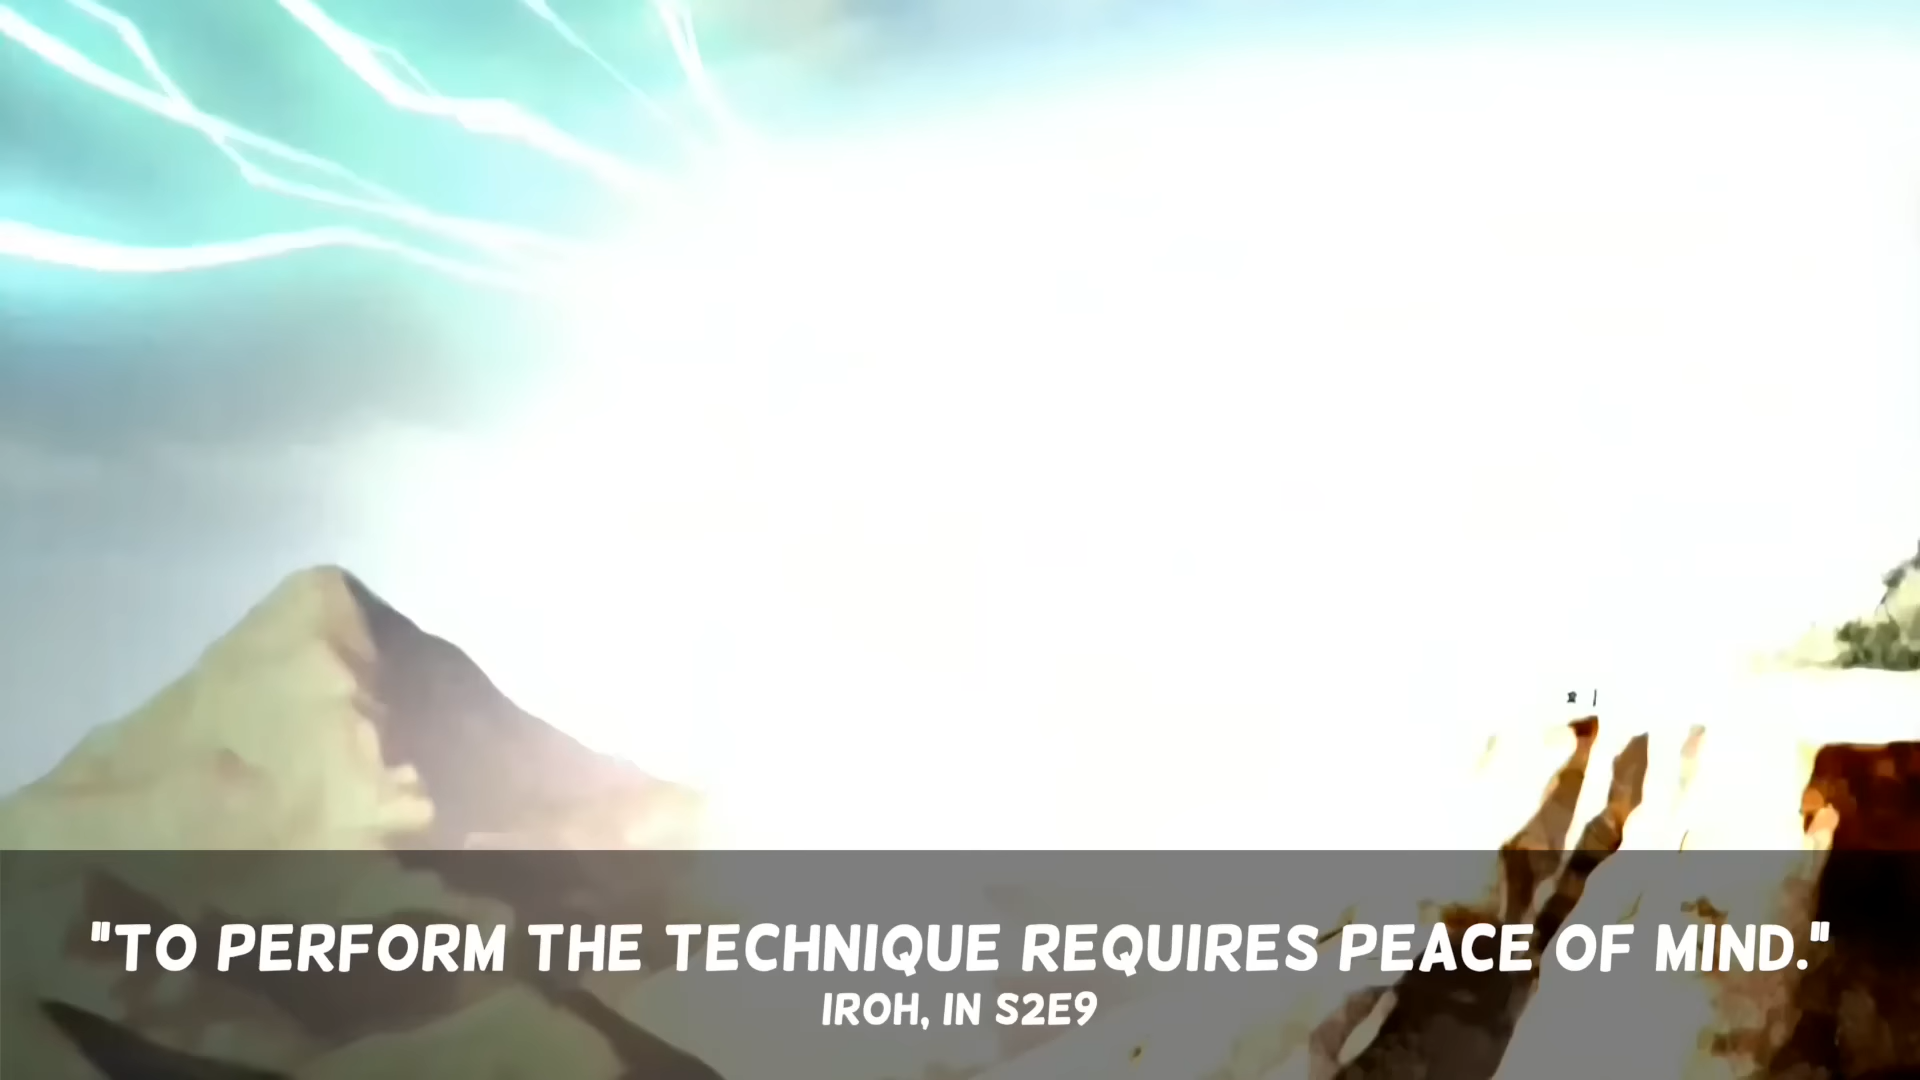 "TO PERFORM THE TECHNIQUE REQUIRES PEACE OF MIND."
IROH, IN S2E9